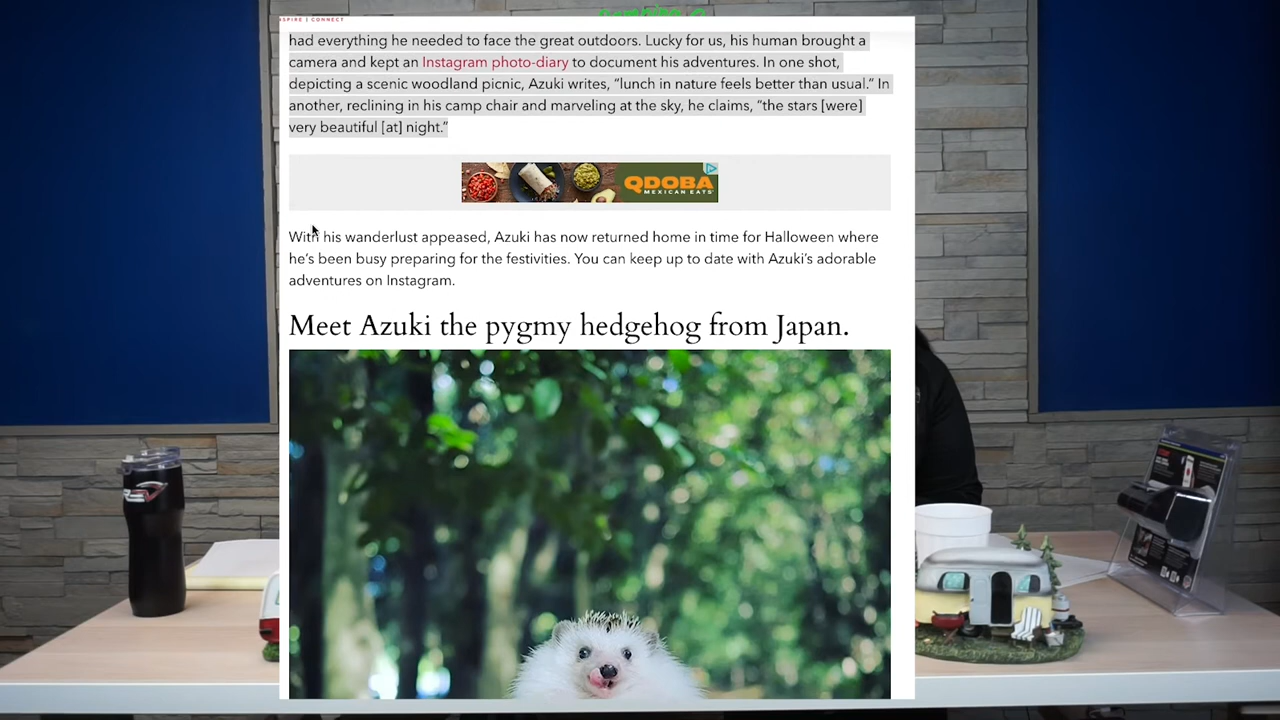 SPIRE | CONNECT
had everything he needed to face the great outdoors. Lucky for us, his human brought a
camera and kept an Instagram photo-diary to document his adventures. In one shot,
depicting a scenic woodland picnic, Azuki writes, “lunch in nature feels better than usual.” In
another, reclining in his camp chair and marveling at the sky, he claims, “the stars [were]
very beautiful [at] night.”
QDOBA
MEXICAN EATS
With his wanderlust appeased, Azuki has now returned home in time for Halloween where
he’s been busy preparing for the festivities. You can keep up to date with Azuki’s adorable
adventures on Instagram.
Meet Azuki the pygmy hedgehog from Japan.